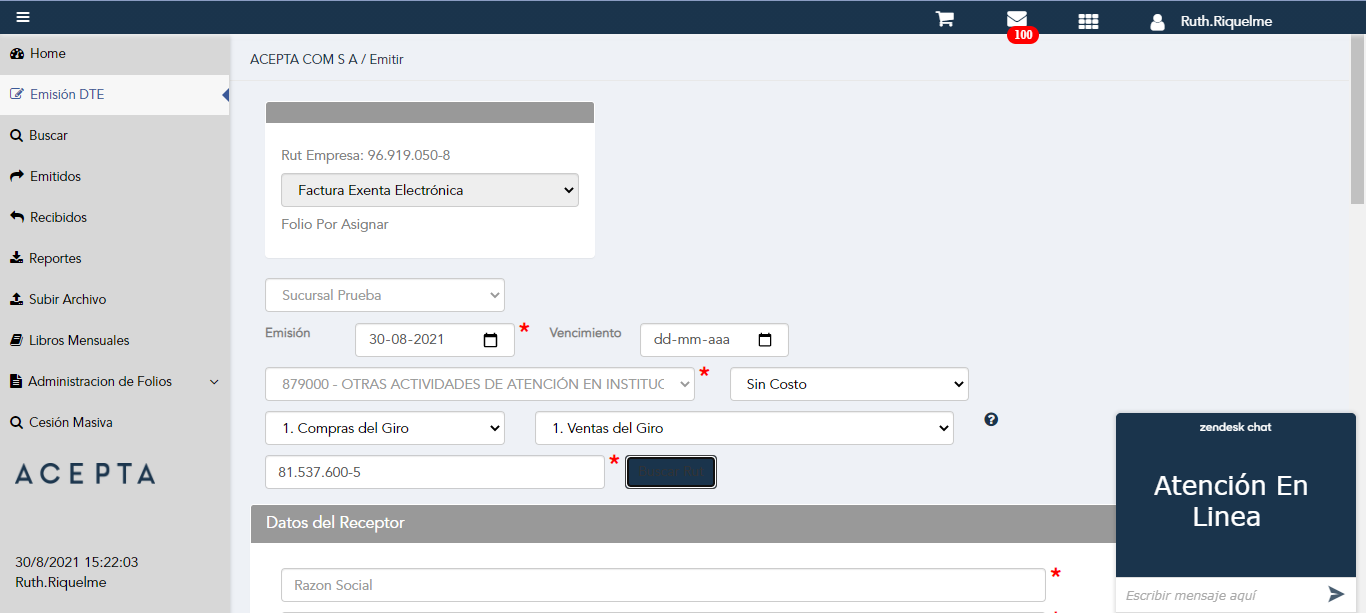 Ruth.Riquelme
100
Home
ACEPTA COM S A / Emitir
Emisión DTE
Buscar
Emitidos
Recibidos
Reportes
Subir Archivo
Libros Mensuales
Administracion de Folios
Cesión Masiva
ACEPTA
30/8/2021 15:22:03
Ruth.Riquelme
Rut Empresa: 96.919.050-8
Factura Exenta Electrónica
Folio Por Asignar
Sucursal Prueba
Emisión 30-08-2021 * Vencimiento dd-mm-aaa
879000 - OTRAS ACTIVIDADES DE ATENCIÓN EN INSTITUC * Sin Costo
1. Compras del Giro 1. Ventas del Giro ?
81.537.600-5 *
Datos del Receptor
Razon Social *
zendesk chat
Atención En
Linea
Escribir mensaje aquí